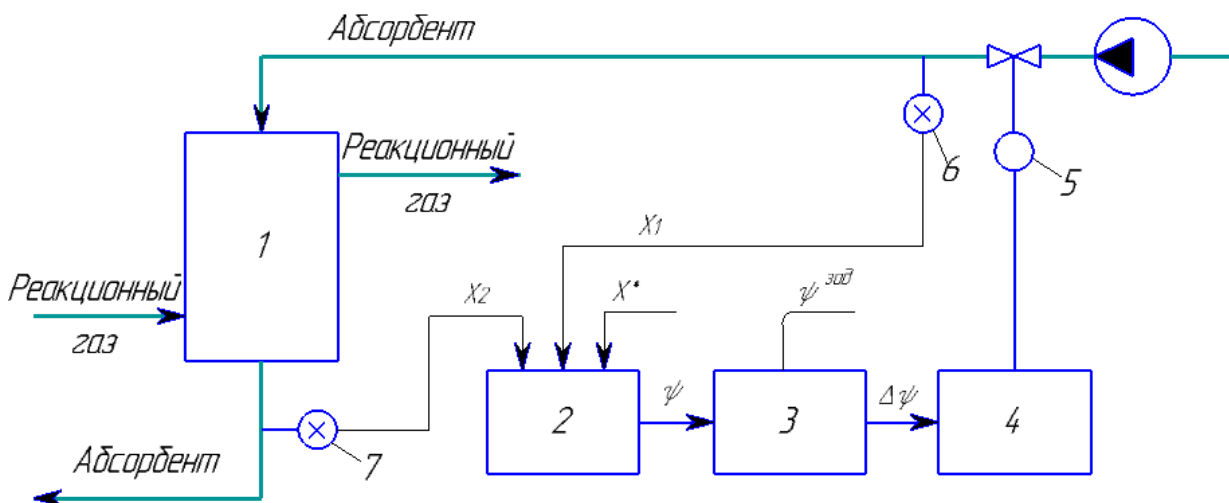 Абсорбент
Реакционный
газ
6
5
1
X1
Реакционный
газ
X2
X*
ψ зад
2
ψ
3
Δψ
4
7
Абсорбент